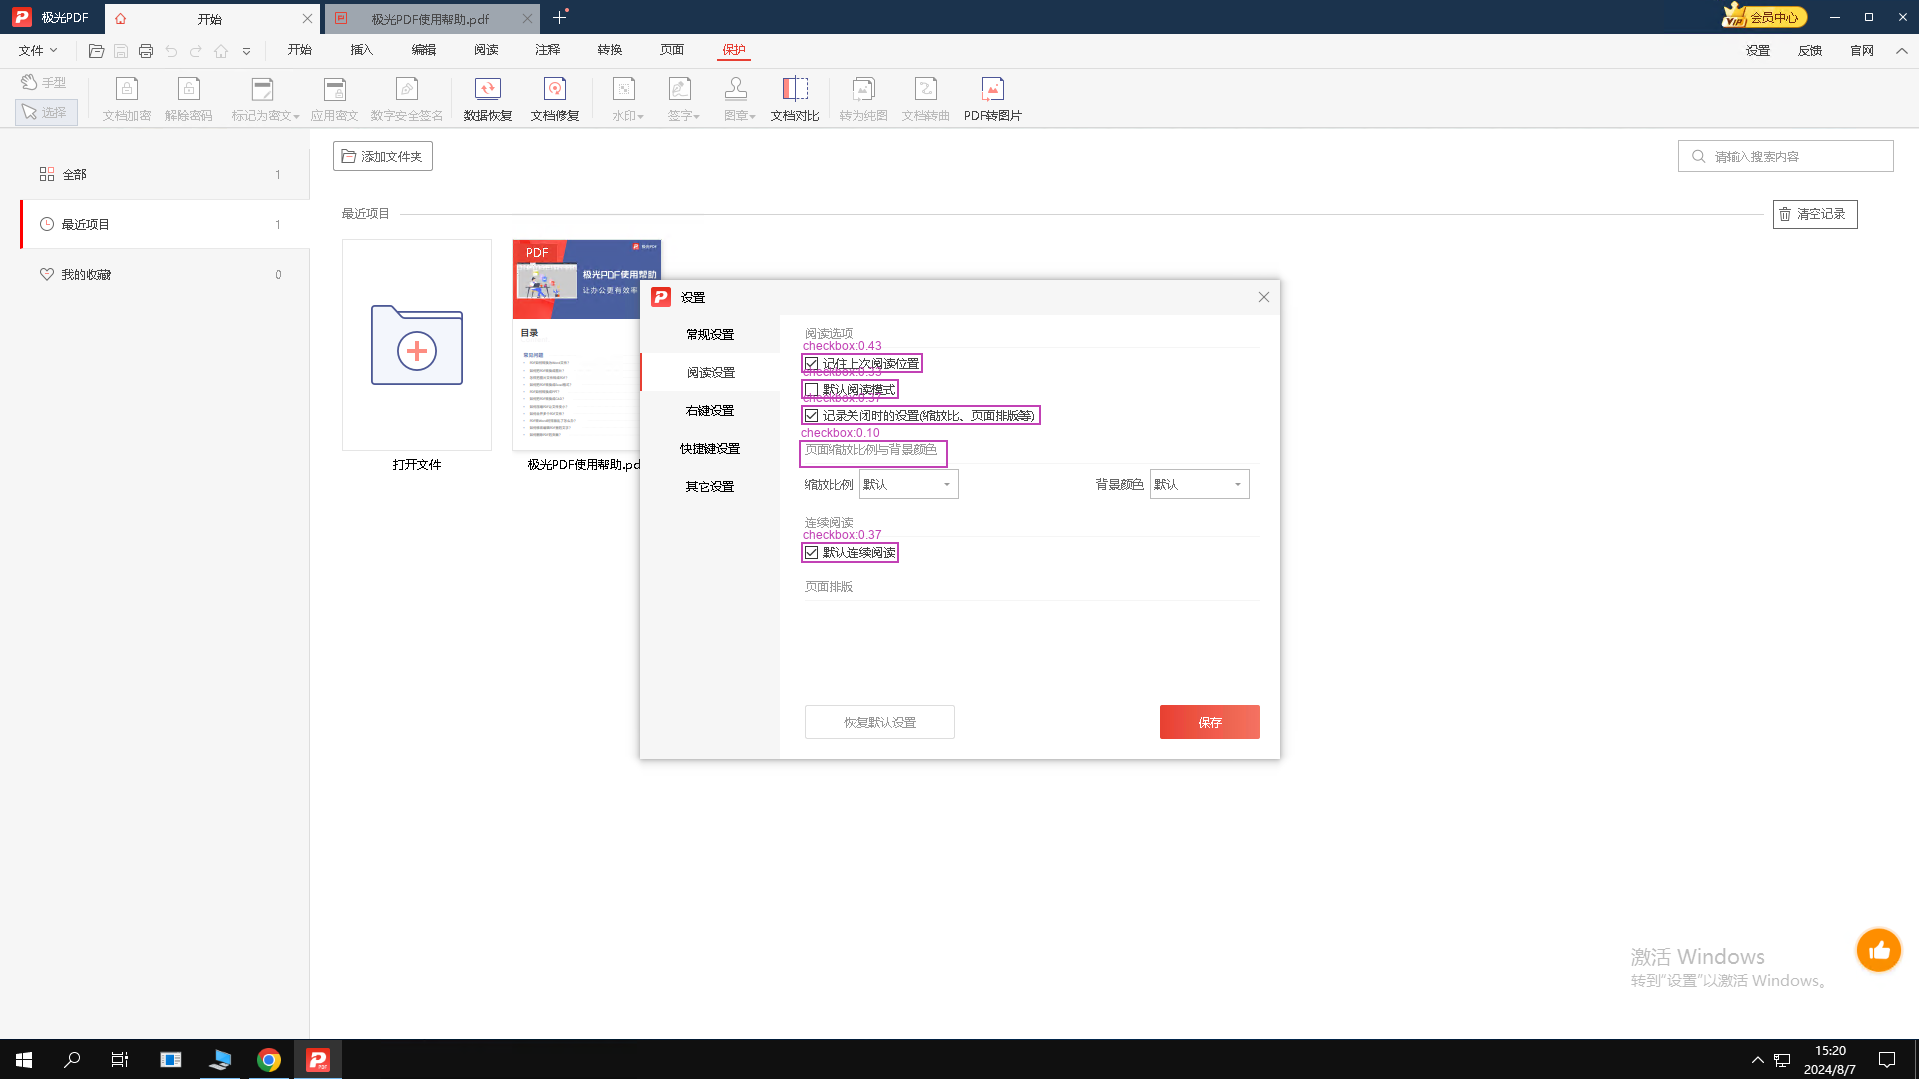 极光PDF
开始
极光PDF使用帮助.pdf
VIP 会员中心
文件
开始
插入
编辑
阅读
注释
转换
页面
保护
设置
反馈
官网
手型
选择
文档加密
解除密码
标记为密文
应用密文
数字安全签名
数据恢复
文档修复
水印
签字
图章
文档对比
转为纯图
文档转曲
PDF转图片
全部 1
最近项目 1
我的收藏 0
添加文件夹
请输入搜索内容
最近项目
清空记录
打开文件
PDF
极光PDF
极光PDF使用帮助
让办公更有效率
目录
常见问题
极光PDF使用帮助.pd
设置
常规设置
阅读设置
右键设置
快捷键设置
其它设置
阅读选项
checkbox:0.43
记住上次阅读位置
默认阅读模式
记录关闭时的设置(缩放比、页面排版等)
checkbox:0.10
页面缩放比例与背景颜色
缩放比例 默认
背景颜色 默认
连续阅读
checkbox:0.37
默认连续阅读
页面排版
恢复默认设置
保存
激活 Windows
转到“设置”以激活 Windows。
15:20
2024/8/7